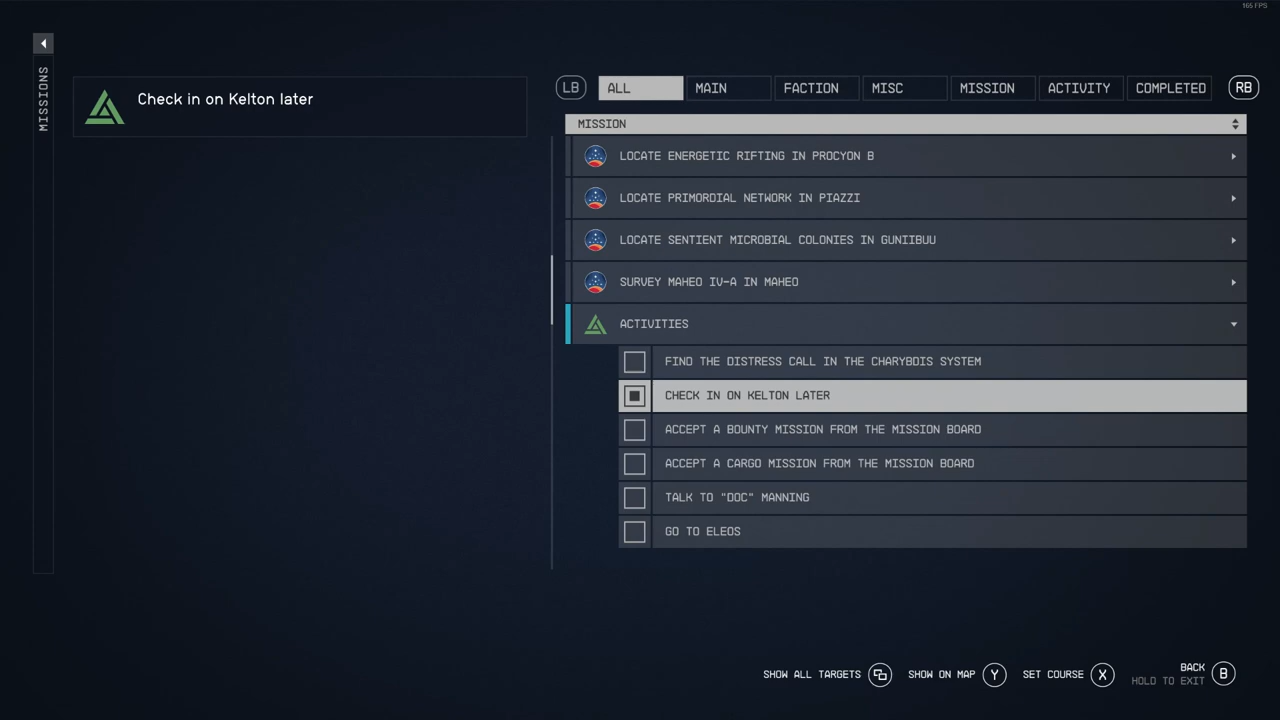 165 FPS
MISSIONS
Check in on Kelton later
LB ALL MAIN FACTION MISC MISSION ACTIVITY COMPLETED RB
MISSION
LOCATE ENERGETIC RIFTING IN PROCYON B
LOCATE PRIMORDIAL NETWORK IN PIAZZI
LOCATE SENTIENT MICROBIAL COLONIES IN GUNIIBUU
SURVEY MAHEO IV-A IN MAHEO
ACTIVITIES
FIND THE DISTRESS CALL IN THE CHARYBDIS SYSTEM
CHECK IN ON KELTON LATER
ACCEPT A BOUNTY MISSION FROM THE MISSION BOARD
ACCEPT A CARGO MISSION FROM THE MISSION BOARD
TALK TO "DOC" MANNING
GO TO ELEOS
SHOW ALL TARGETS SHOW ON MAP Y SET COURSE X BACK B
HOLD TO EXIT